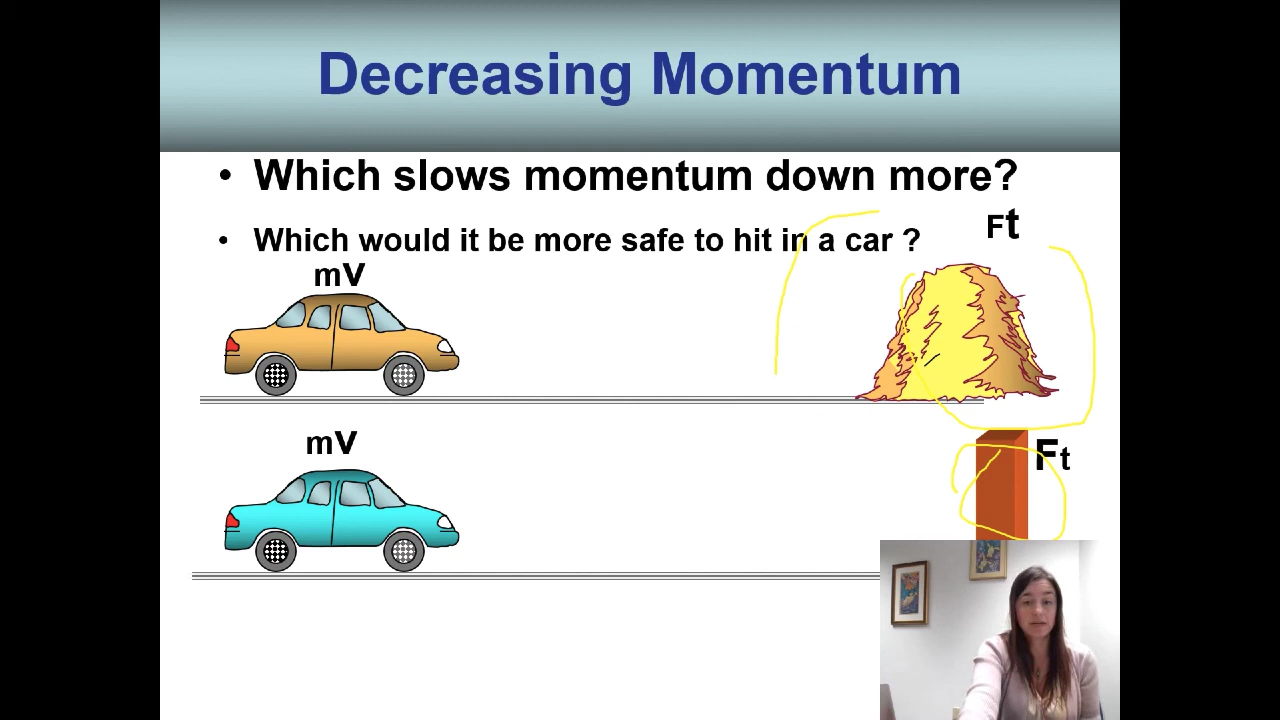 Decreasing Momentum
• Which slows momentum down more?
• Which would it be more safe to hit in a car ?
Ft
mV
mV
Ft